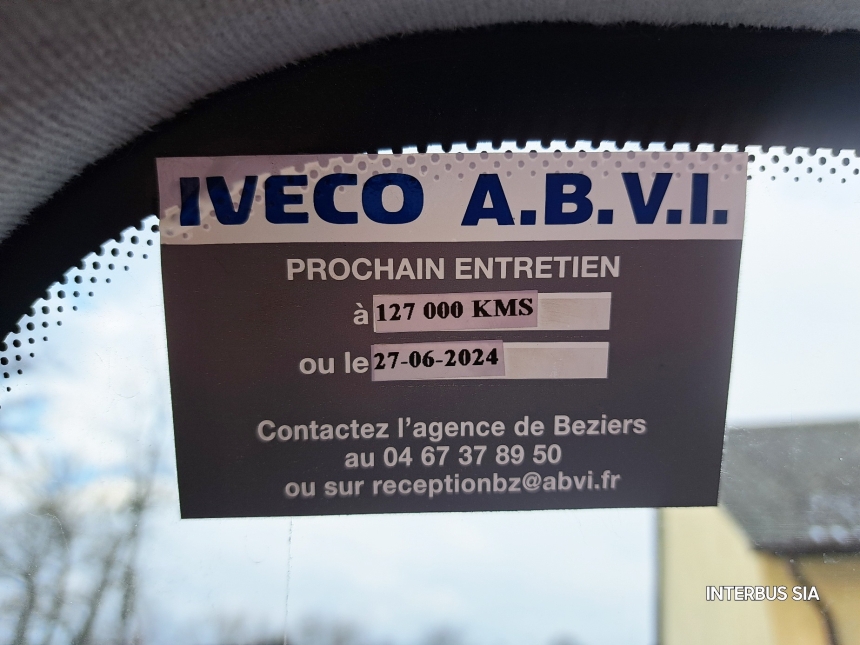 IVECO A.B.V.I.
PROCHAIN ENTRETIEN
à 127 000 KMS
ou le 27-06-2024
Contactez l'agence de Beziers
au 04 67 37 89 50
ou sur receptionbz@abvi.fr
INTERBUS SIA